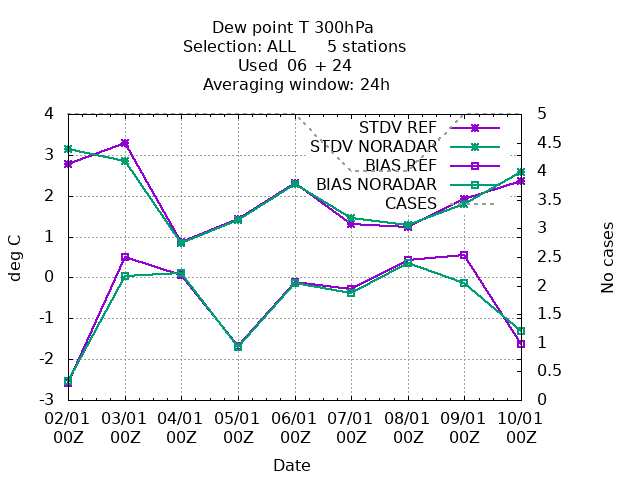 Dew point T 300hPa
Selection: ALL 5 stations
Used 06 + 24
Averaging window: 24h
STDV REF
STDV NORADAR
BIAS REF
BIAS NORADAR
CASES
4
3
2
1
0
-1
-2
-3
deg C
5
4.5
4
3.5
3
2.5
2
1.5
1
0.5
0
No cases
02/01 03/01 04/01 05/01 06/01 07/01 08/01 09/01 10/01
00Z 00Z 00Z 00Z 00Z 00Z 00Z 00Z 00Z
Date